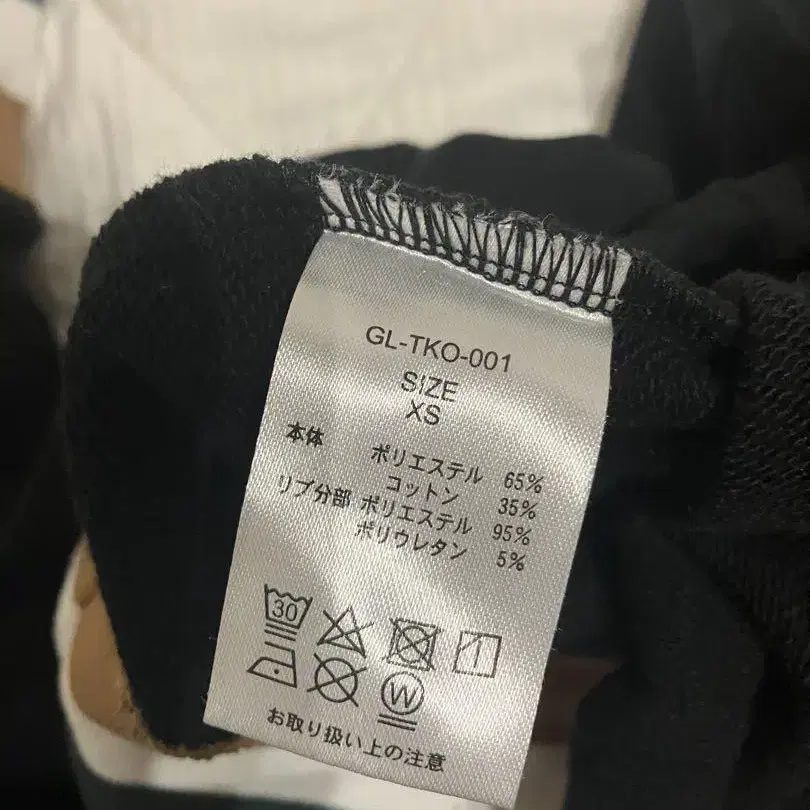 GL-TKO-001
SIZE
XS
本体 ポリエステル 65%
コットン 35%
リブ分部 ポリエステル 95%
ポリウレタン 5%
30
W
お取り扱い上の注意